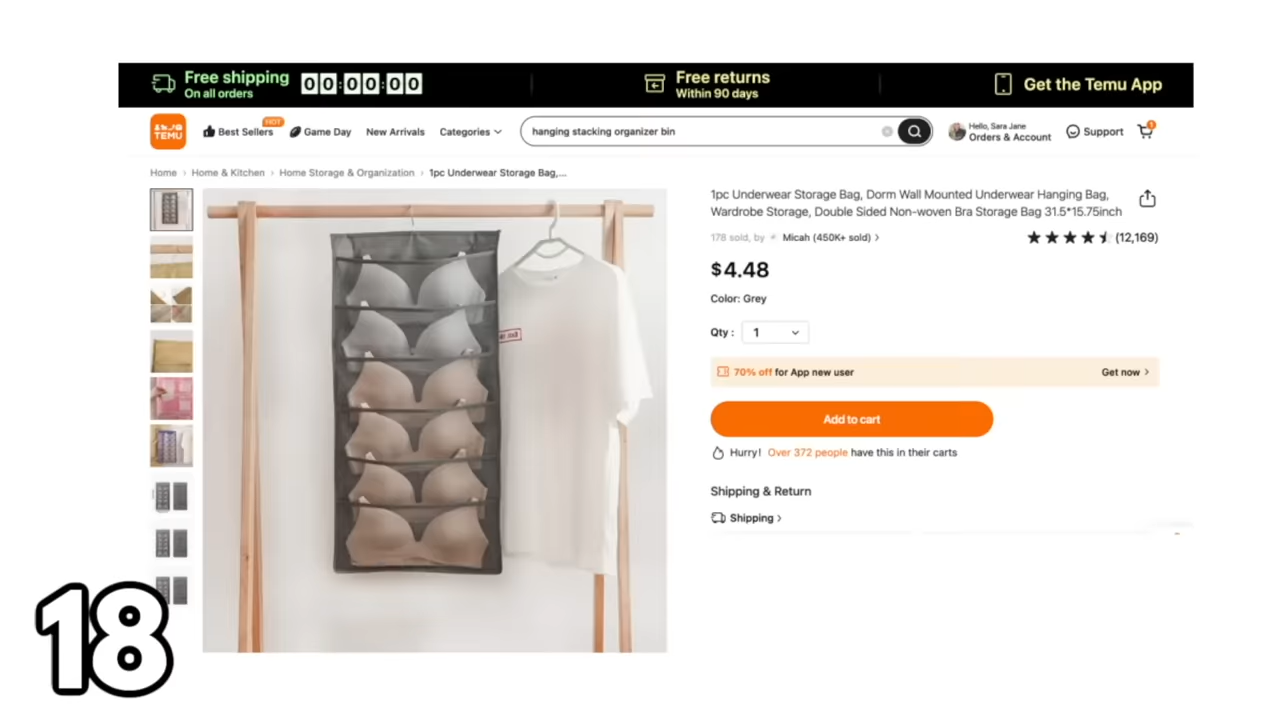 Free shipping
On all orders
00:00:00
Free returns
Within 90 days
Get the Temu App
TEMU
Best Sellers
HOT
Game Day
New Arrivals
Categories
hanging stacking organizer bin
Hello, Sara Jane
Orders & Account
Support
1
Home › Home & Kitchen › Home Storage & Organization › 1pc Underwear Storage Bag,...
1pc Underwear Storage Bag, Dorm Wall Mounted Underwear Hanging Bag,
Wardrobe Storage, Double Sided Non-woven Bra Storage Bag 31.5*15.75inch
178 sold, by Micah (450K+ sold) ›
(12,169)
$4.48
Color: Grey
Qty : 1
70% off for App new user
Get now ›
Add to cart
Hurry! Over 372 people have this in their carts
Shipping & Return
Shipping ›
18